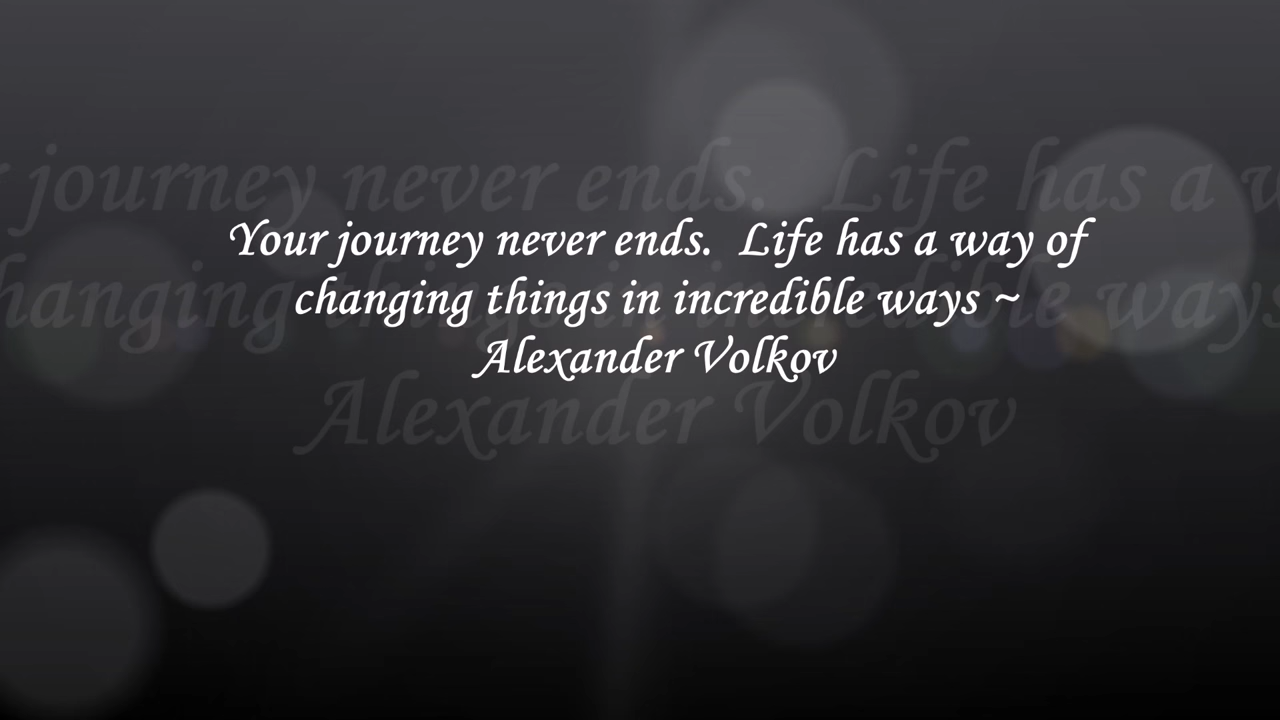 Your journey never ends.  Life has a way of
changing things in incredible ways ~
Alexander Volkov